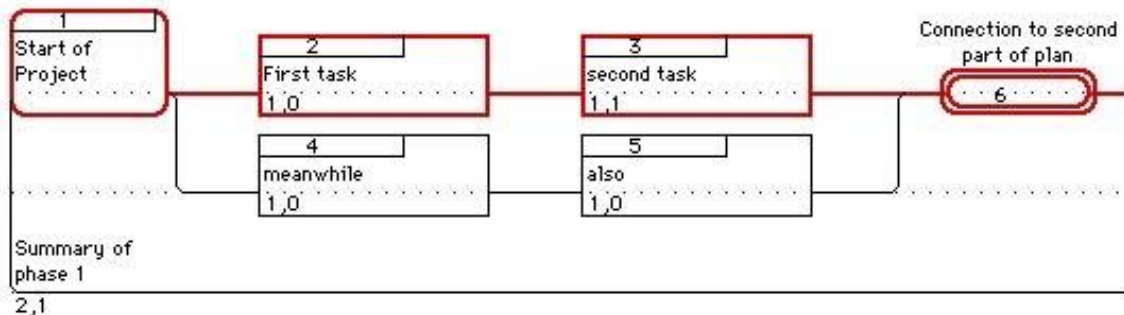 1
Start of
Project
2
First task
1,0
3
second task
1,1
Connection to second
part of plan
6
4
meanwhile
1,0
5
also
1,0
Summary of
phase 1
2,1